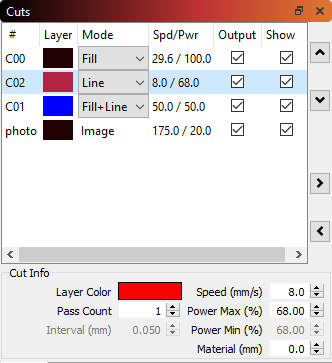 Cuts
# Layer Mode Spd/Pwr Output Show
C00 Fill 29.6 / 100.0
C02 Line 8.0 / 68.0
C01 Fill+Line 50.0 / 50.0
photo Image 175.0 / 20.0
Cut Info
Layer Color Speed (mm/s) 8.0
Pass Count 1 Power Max (%) 68.00
Interval (mm) 0.050 Power Min (%) 68.00
Material (mm) 0.0